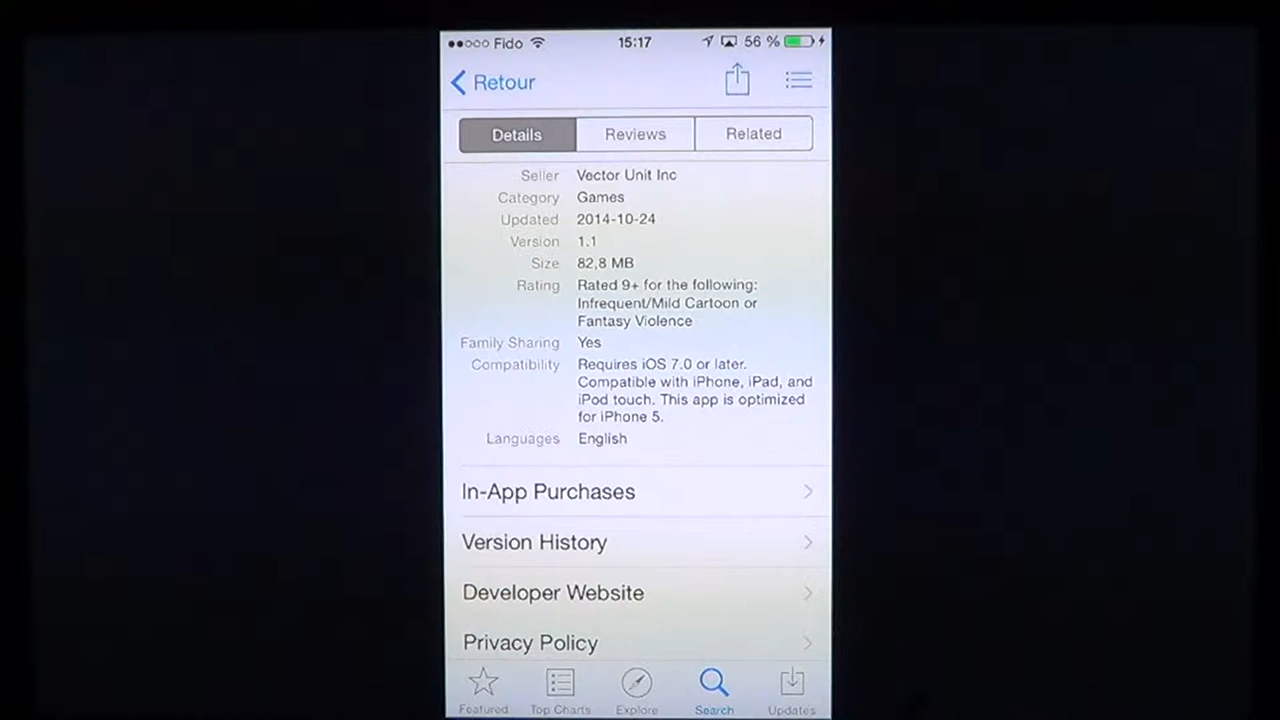 Fido 15:17 56 %
Retour
Details Reviews Related
Seller Vector Unit Inc
Category Games
Updated 2014-10-24
Version 1.1
Size 82,8 MB
Rating Rated 9+ for the following:
Infrequent/Mild Cartoon or
Fantasy Violence
Family Sharing Yes
Compatibility Requires iOS 7.0 or later.
Compatible with iPhone, iPad, and
iPod touch. This app is optimized
for iPhone 5.
Languages English
In-App Purchases
Version History
Developer Website
Privacy Policy
Featured Top Charts Explore Search Updates